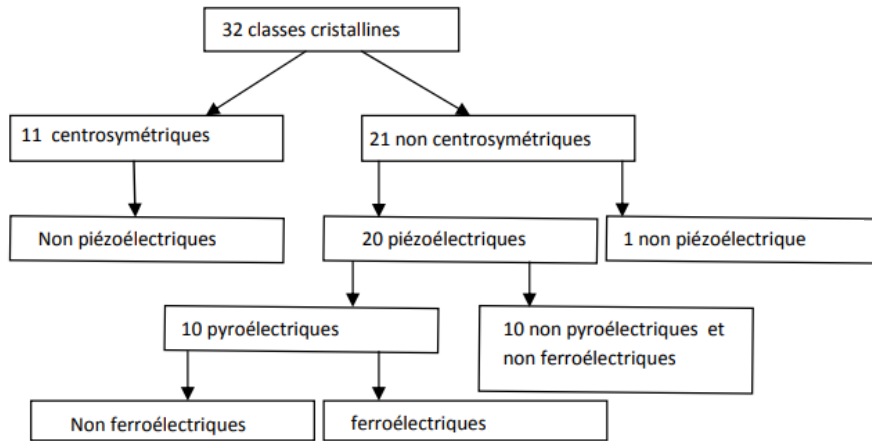 32 classes cristallines
11 centrosymétriques
21 non centrosymétriques
Non piézoélectriques
20 piézoélectriques
1 non piézoélectrique
10 pyroélectriques
10 non pyroélectriques et
non ferroélectriques
Non ferroélectriques
ferroélectriques